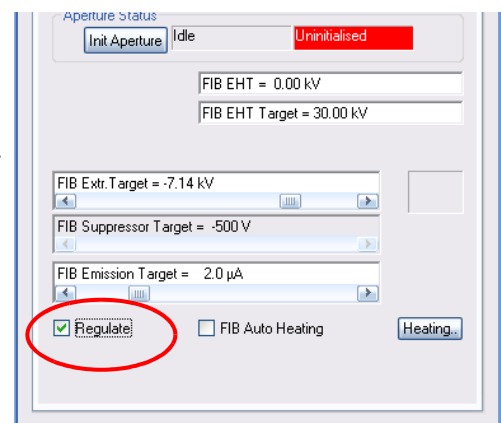 Aperture Status
Init Aperture Idle Uninitialised
FIB EHT = 0.00 kV
FIB EHT Target = 30.00 kV
FIB Extr.Target = -7.14 kV
FIB Suppressor Target = -500 V
FIB Emission Target = 2.0 µA
Regulate FIB Auto Heating Heating..